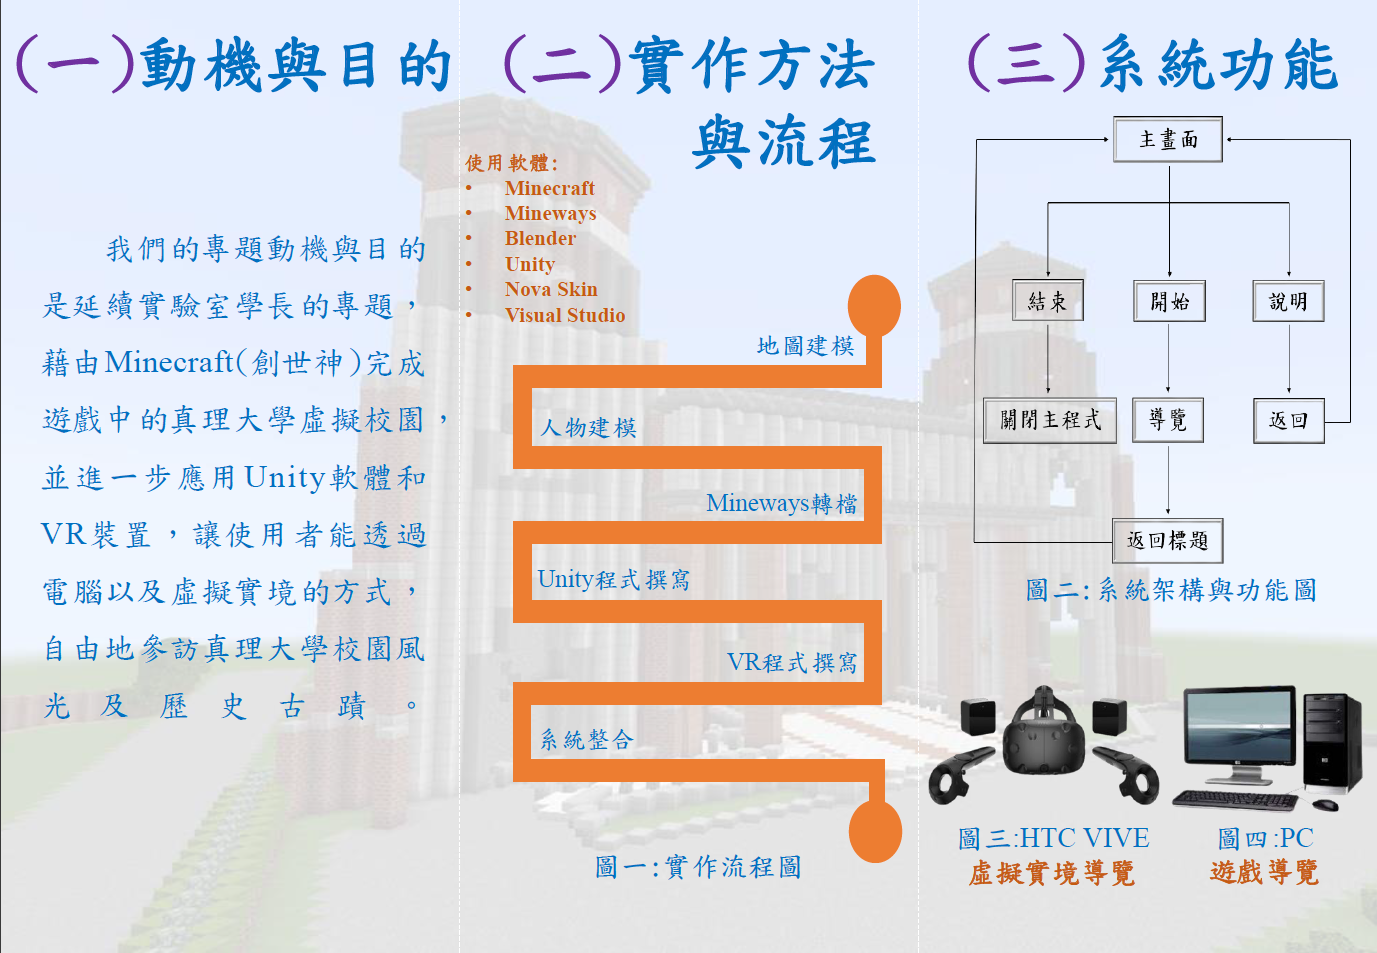 (一)動機與目的
我們的專題動機與目的
是延續實驗室學長的專題，
藉由Minecraft(創世神)完成
遊戲中的真理大學虛擬校園，
並進一步應用Unity軟體和
VR裝置，讓使用者能透過
電腦以及虛擬實境的方式，
自由地參訪真理大學校園風
光及歷史古蹟。
(二)實作方法
與流程
使用軟體:
• Minecraft
• Mineways
• Blender
• Unity
• Nova Skin
• Visual Studio
地圖建模
人物建模
Mineways轉檔
Unity程式撰寫
VR程式撰寫
系統整合
圖一:實作流程圖
(三)系統功能
主畫面
結束
開始
說明
關閉主程式
導覽
返回
返回標題
圖二:系統架構與功能圖
圖三:HTC VIVE
虛擬實境導覽
圖四:PC
遊戲導覽